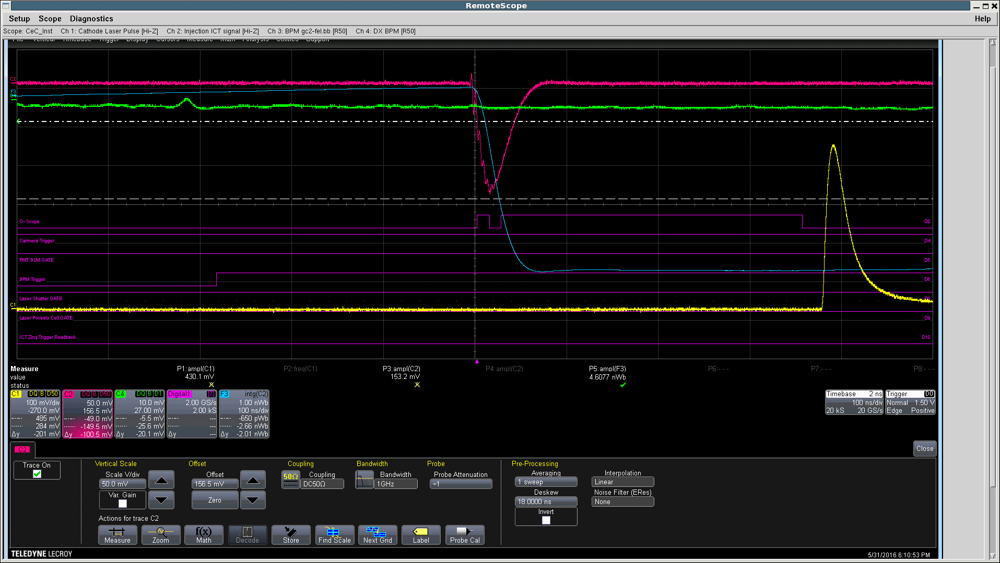 RemoteScope
Setup Scope Diagnostics Help
Scope: CeC_Inst Ch 1: Cathode Laser Pulse [Hi-Z] Ch 2: Injection ICT signal [Hi-Z] Ch 3: BPM gc2-fel.bb [R50] Ch 4: DX BPM [R50]
File Vertical Timebase Trigger Display Cursors Measure Math Analysis Utilities Support
C2
F3
O--Scope D0
Carmera Trigger D4
PMT BLM GATE D5
BPM Trigger D6
Laser Shutter GATE D8
C1
Laser Pockels Cell GATE D9
ICT Zinq Trigger Readback D10
Measure P1:ampl(C1) P2:freq(C1) P3:ampl(C2) P4:ampl(C2) P5:ampl(F3) P6:- - - P7:- - - P8:- - -
value 430.1 mV 153.2 mV 4.6077 nWb
status
C1 DQ B D50 C2 DQ B D50 C4 DQ B D1 Digital1 (7) F3 intg(C2) Timebase 2 ns Trigger D0
100 mV/div 50.0 mV 10.0 mV 2.00 GS/s 1.00 nWb 100 ns/div Normal 1.50 V
-270.0 mV 156.5 mV 27.00 mV 2.00 kS 100 ns/div 20 kS 20 GS/s Edge Positive
485 mV -49.0 mV -5.5 mV --- -650 pWb
284 mV -149.5 mV -25.6 mV --- -2.66 nWb
Δy -201 mV Δy -100.5 mV Δy -20.1 mV Δy --- Δy -2.01 nWb
C2 Close
Trace On Vertical Scale Offset Coupling Bandwidth Probe Pre-Processing
Scale V/div Offset 50Ω Coupling Bandwidth Probe Attenuation Averaging Interpolation
50.0 mV 156.5 mV DC50Ω 1GHz ÷1 1 sweep Linear
Var. Gain Zero Deskew Noise Filter (ERes)
18.0000 ns None
Invert
Actions for trace C2
f(x)
Measure Zoom Math Decode Store Find Scale Next Grid Label Probe Cal
TELEDYNE LECROY 5/31/2016 6:10:53 PM